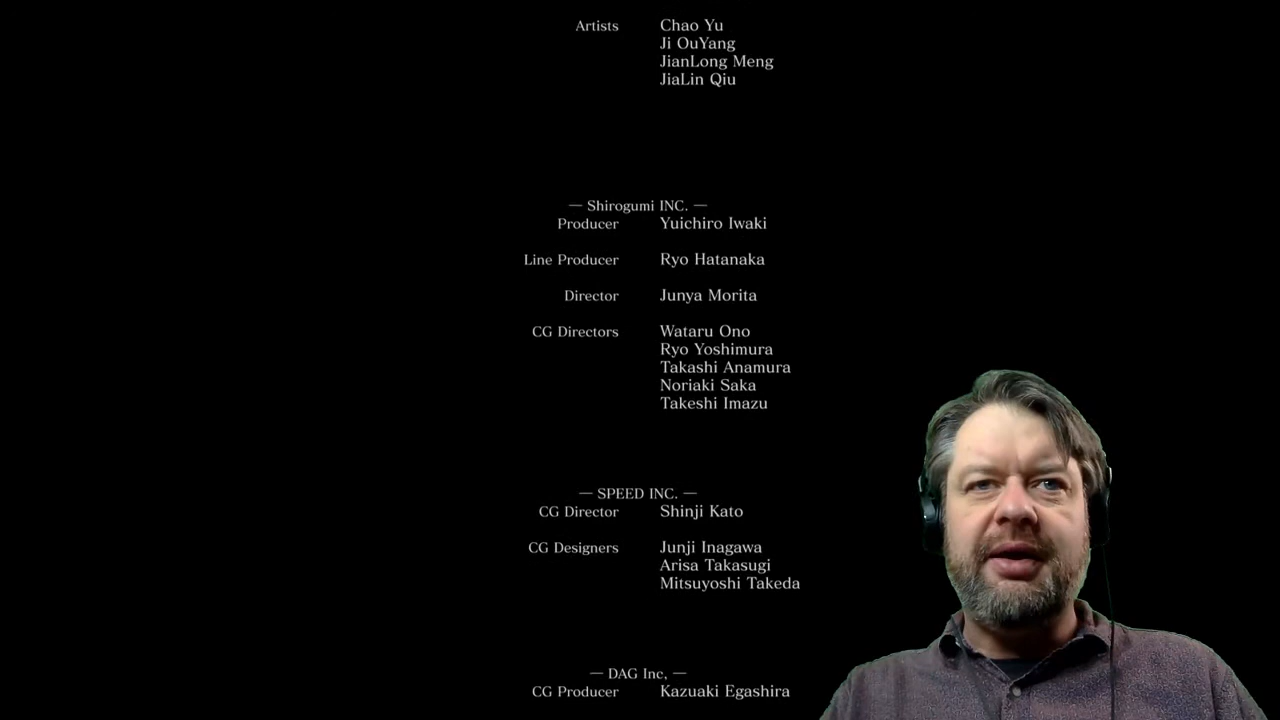 Artists Chao Yu
Ji OuYang
JianLong Meng
JiaLin Qiu
— Shirogumi INC. —
Producer Yuichiro Iwaki
Line Producer Ryo Hatanaka
Director Junya Morita
CG Directors Wataru Ono
Ryo Yoshimura
Takashi Anamura
Noriaki Saka
Takeshi Imazu
— SPEED INC. —
CG Director Shinji Kato
CG Designers Junji Inagawa
Arisa Takasugi
Mitsuyoshi Takeda
— DAG Inc, —
CG Producer Kazuaki Egashira